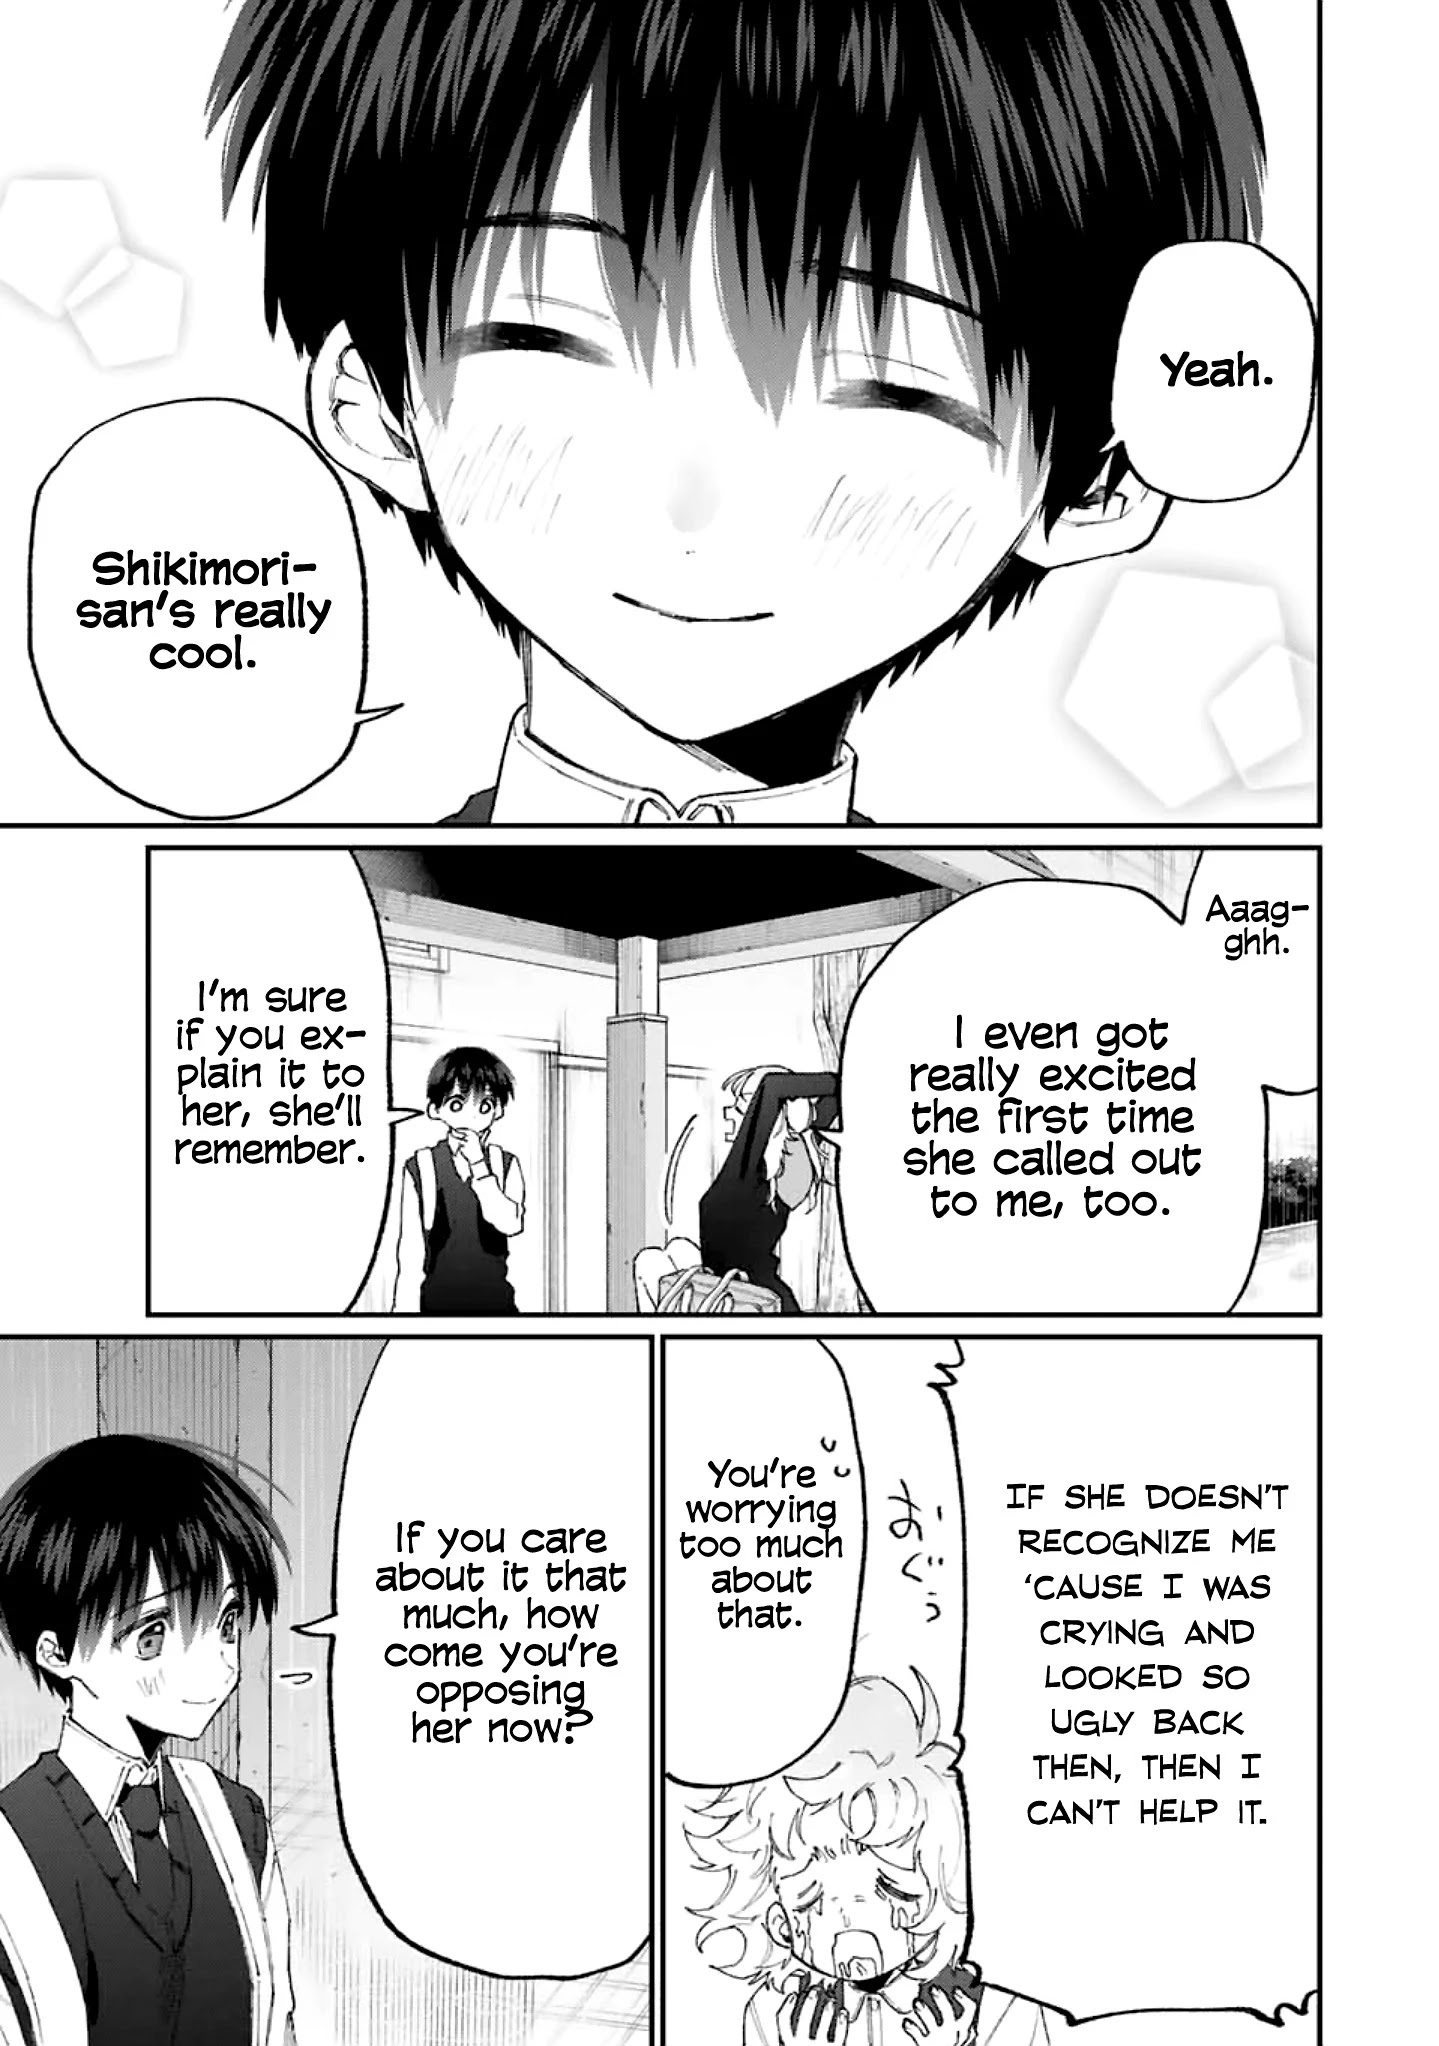 Yeah.
Shikimori-
san's really
cool.
Aaag-
ghh.
I even got
really excited
the first time
she called out
to me, too.
I'm sure
if you ex-
plain it to
her, she'll
remember.
IF SHE DOESN'T
RECOGNIZE ME
'CAUSE I WAS
CRYING AND
LOOKED SO
UGLY BACK
THEN, THEN I
CAN'T HELP IT.
おぐぅ
You're
worrying
too much
about
that.
If you care
about it that
much, how
come you're
opposing
her now?